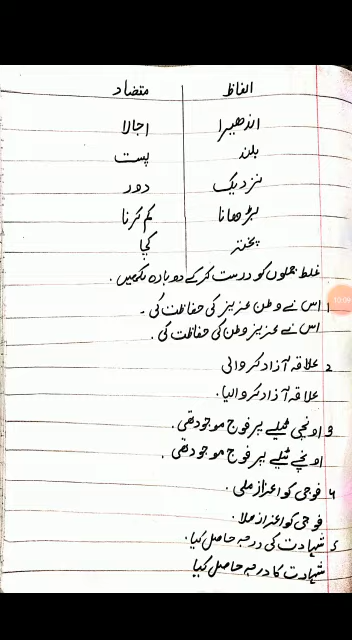 الفاظ متضاد
اندھیرا اجالا
بلند پست
نزدیک دور
بڑھانا کم کرنا
پختہ کچا
غلط جملوں کو درست کر کے دوبارہ لکھیں.
1 اس نے وطن عزیز کی حفاظت کی.
اس نے عزیز وطن کی حفاظت کی.
2 علاقہ آزاد کروالی
علاقہ آزاد کروالیا.
3 اونچی ٹیلے پر فوج موجود تھی.
اونچے ٹیلے پر فوج موجود تھی.
4 فوجی کو اعزاز ملی.
فوجی کو اعزاز ملا.
5 شہادت کی درجہ حاصل کیا.
شہادت کا درجہ حاصل کیا
10:09